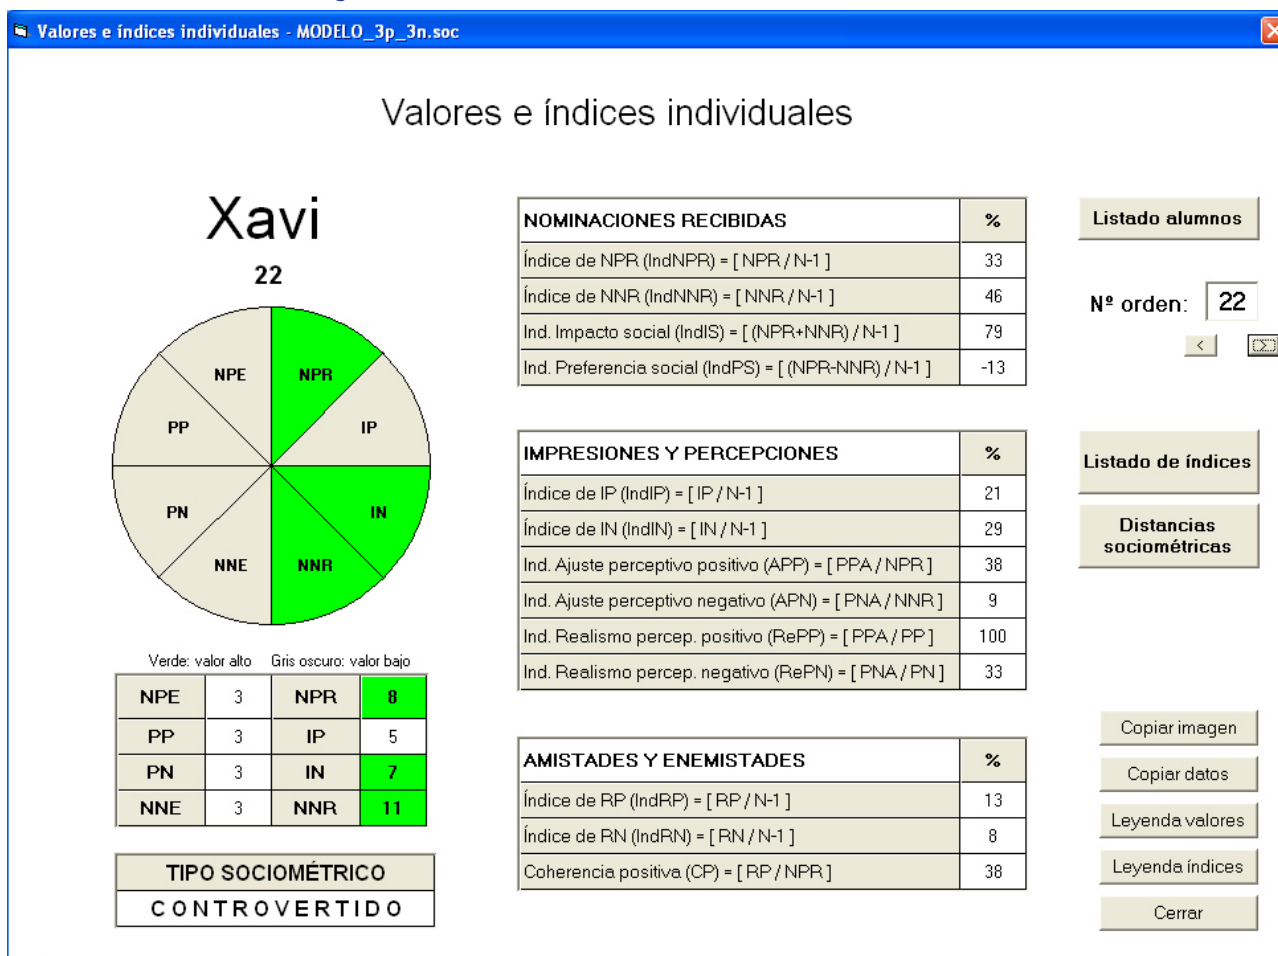 Valores e índices individuales - MODELO_3p_3n.soc
Valores e índices individuales
Xavi
22
NPE
NPR
PP
IP
PN
IN
NNE
NNR
Verde: valor alto Gris oscuro: valor bajo
NPE 3 NPR 8
PP 3 IP 5
PN 3 IN 7
NNE 3 NNR 11
TIPO SOCIOMÉTRICO
CONTROVERTIDO
NOMINACIONES RECIBIDAS %
Índice de NPR (IndNPR) = [ NPR / N-1 ] 33
Índice de NNR (IndNNR) = [ NNR / N-1 ] 46
Ind. Impacto social (IndIS) = [ (NPR+NNR) / N-1 ] 79
Ind. Preferencia social (IndPS) = [ (NPR-NNR) / N-1 ] -13
IMPRESIONES Y PERCEPCIONES %
Índice de IP (IndIP) = [ IP / N-1 ] 21
Índice de IN (IndIN) = [ IN / N-1 ] 29
Ind. Ajuste perceptivo positivo (APP) = [ PPA / NPR ] 38
Ind. Ajuste perceptivo negativo (APN) = [ PNA / NNR ] 9
Ind. Realismo percep. positivo (RePP) = [ PPA / PP ] 100
Ind. Realismo percep. negativo (RePN) = [ PNA / PN ] 33
AMISTADES Y ENEMISTADES %
Índice de RP (IndRP) = [ RP / N-1 ] 13
Índice de RN (IndRN) = [ RN / N-1 ] 8
Coherencia positiva (CP) = [ RP / NPR ] 38
Listado alumnos
Nº orden: 22
< >
Listado de índices
Distancias
sociométricas
Copiar imagen
Copiar datos
Leyenda valores
Leyenda índices
Cerrar